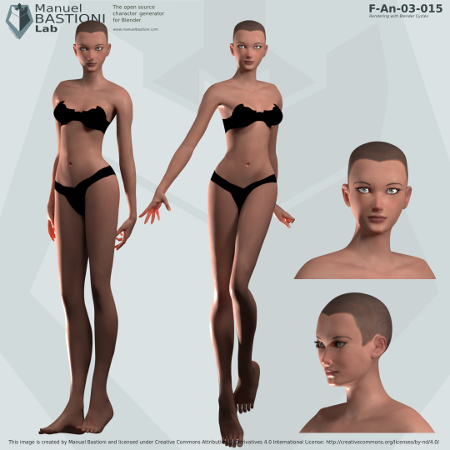 Manuel
BASTIONI
Lab
The open source
character generator
for Blender
www.manuelbastioni.com
F-An-03-015
Rendering with Blender Cycles
This image is created by Manuel Bastioni and licensed under Creative Commons Derivatives 4.0 International License: http://creativecommons.org/licenses/by-nd/4.0/